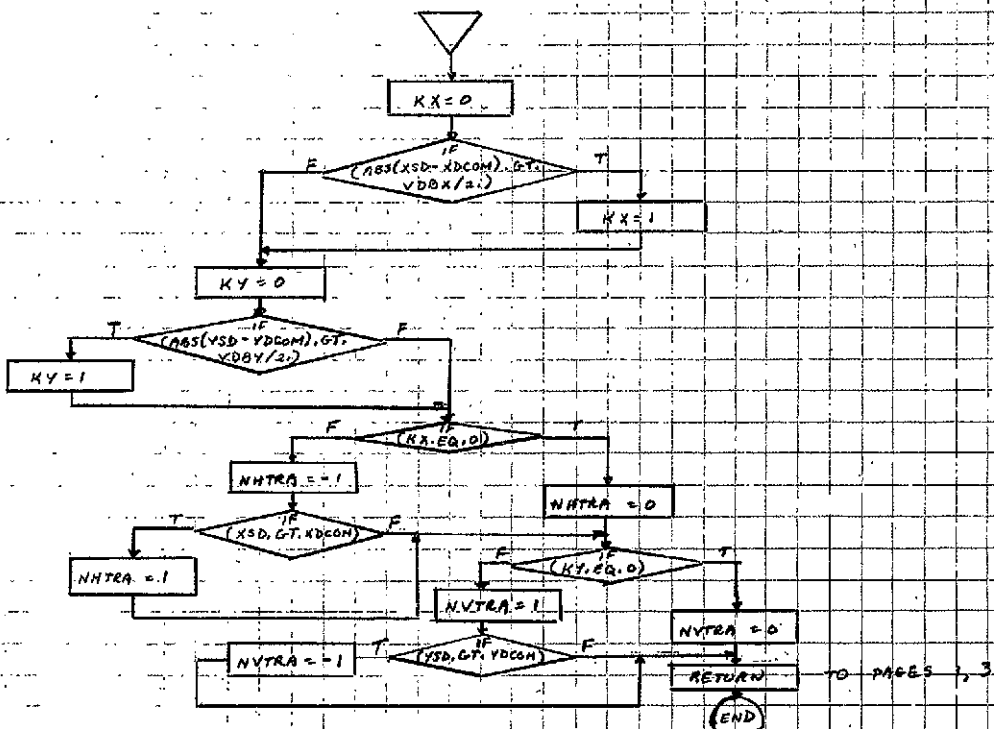 KX=0
IF
(ABS(XSD-XDCOM).GT.
VDBX/2.)
F
T
KX=1
KY=0
IF
(ABS(YSD-YDCOM).GT.
VDBY/2.)
T
F
KY=1
IF
(KX.EQ.0)
F
T
NHTRA=-1
NHTRA=0
IF
(XSD.GT.XDCOM)
T
F
NHTRA=1
IF
(KY.EQ.0)
F
T
NVTRA=1
NVTRA=0
NVTRA=-1
IF
(YSD.GT.YDCOM)
T
F
RETURN
TO PAGES 1, 3
END